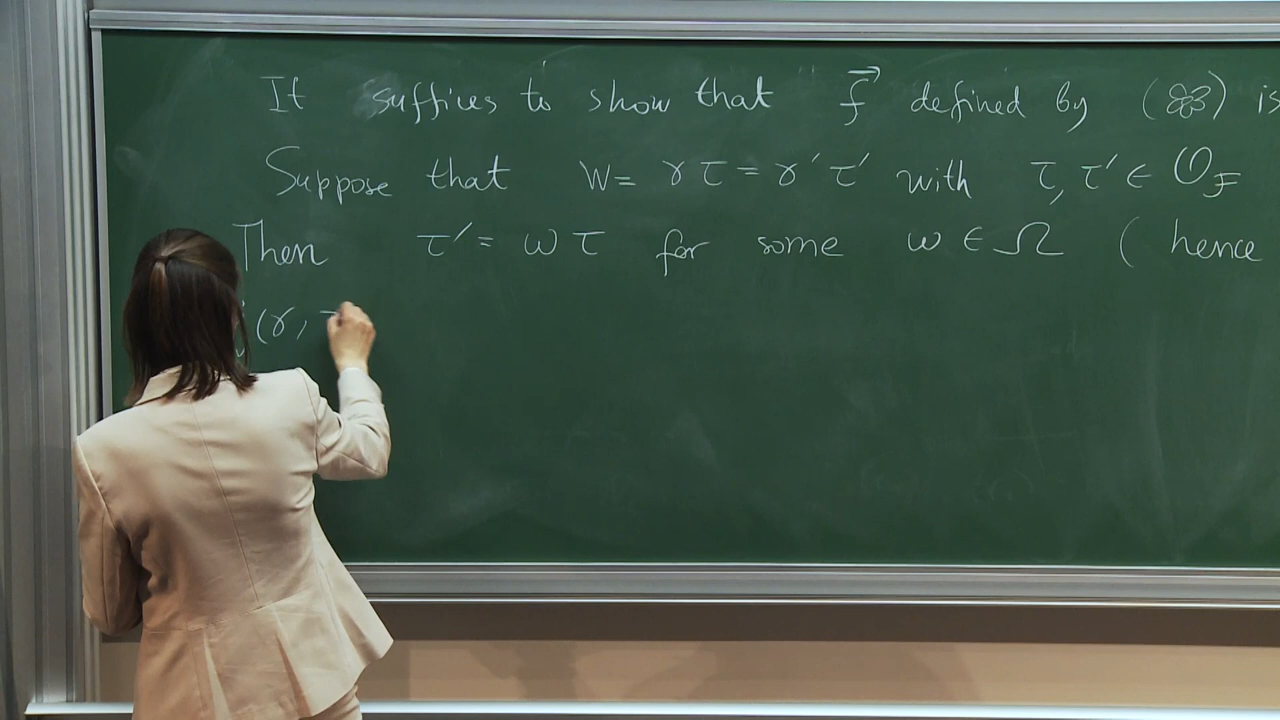 It suffices to show that f⃗ defined by (※) is
Suppose that W = γτ = γ'τ' with τ, τ' ∈ 𝒪_F
Then τ' = ωτ for some ω ∈ Ω ( hence
j(γ, τ